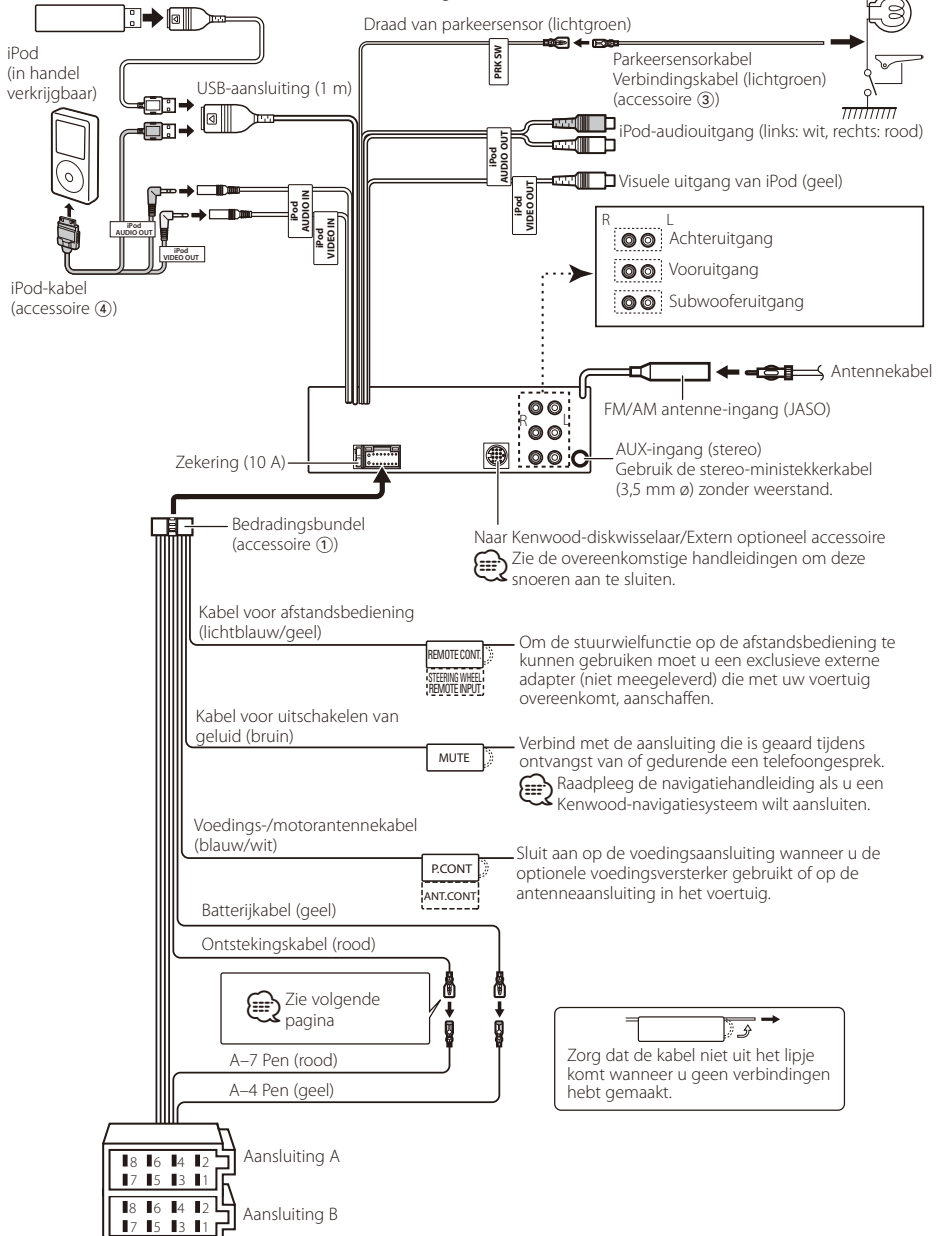 Draad van parkeersensor (lichtgroen)
iPod
(in handel
verkrijgbaar)
USB-aansluiting (1 m)
PRK SW
Parkeersensorkabel
Verbindingskabel (lichtgroen)
(accessoire ③)
iPod-audiouitgang (links: wit, rechts: rood)
iPod
AUDIO OUT
Visuele uitgang van iPod (geel)
iPod
VIDEO OUT
iPod
AUDIO IN
iPod
VIDEO IN
iPod
AUDIO OUT
iPod
VIDEO OUT
iPod-kabel
(accessoire ④)
R L
Achteruitgang
Vooruitgang
Subwooferuitgang
Antennekabel
FM/AM antenne-ingang (JASO)
R L
Zekering (10 A)
AUX-ingang (stereo)
Gebruik de stereo-ministekkerkabel
(3,5 mm ø) zonder weerstand.
Bedradingsbundel
(accessoire ①)
Naar Kenwood-diskwisselaar/Extern optioneel accessoire
Zie de overeenkomstige handleidingen om deze
snoeren aan te sluiten.
Kabel voor afstandsbediening
(lichtblauw/geel)
REMOTE CONT.
STEERING WHEEL
REMOTE INPUT
Om de stuurwielfunctie op de afstandsbediening te
kunnen gebruiken moet u een exclusieve externe
adapter (niet meegeleverd) die met uw voertuig
overeenkomt, aanschaffen.
Kabel voor uitschakelen van
geluid (bruin)
MUTE
Verbind met de aansluiting die is geaard tijdens
ontvangst van of gedurende een telefoongesprek.
Raadpleeg de navigatiehandleiding als u een
Kenwood-navigatiesysteem wilt aansluiten.
Voedings-/motorantennekabel
(blauw/wit)
P.CONT
ANT.CONT
Sluit aan op de voedingsaansluiting wanneer u de
optionele voedingsversterker gebruikt of op de
antenneaansluiting in het voertuig.
Batterijkabel (geel)
Ontstekingskabel (rood)
Zie volgende
pagina
A–7 Pen (rood)
A–4 Pen (geel)
Zorg dat de kabel niet uit het lipje
komt wanneer u geen verbindingen
hebt gemaakt.
8 6 4 2
7 5 3 1
Aansluiting A
8 6 4 2
7 5 3 1
Aansluiting B